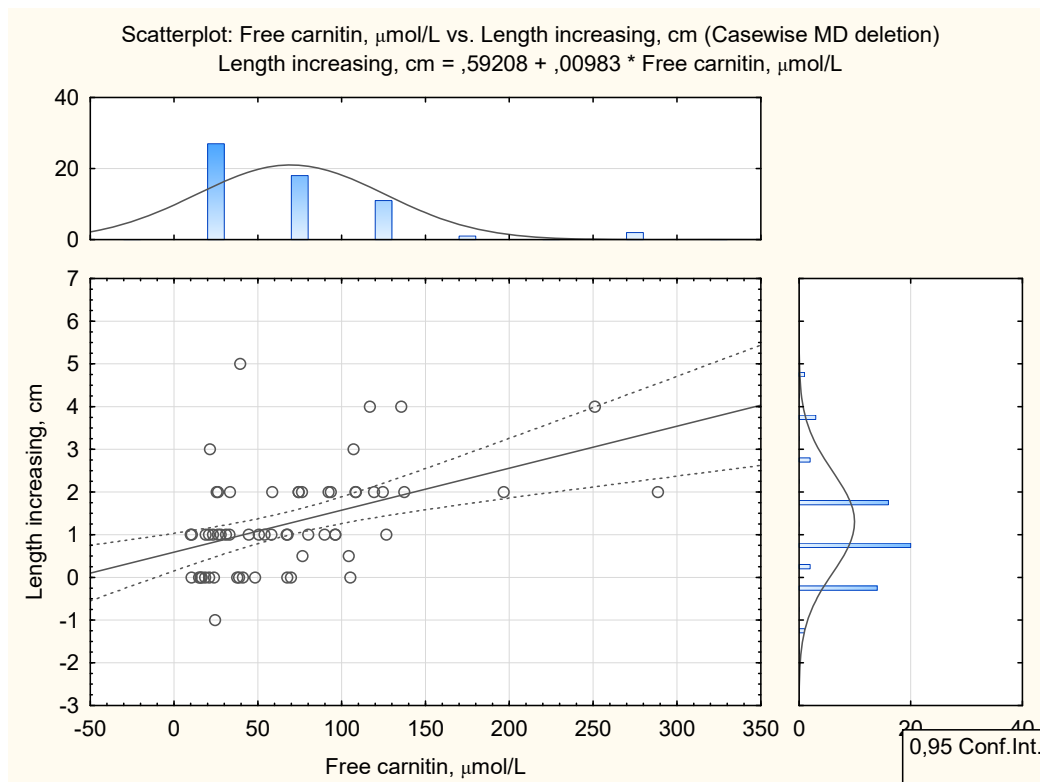 Scatterplot: Free carnitin, μmol/L vs. Length increasing, cm (Casewise MD deletion)
Length increasing, cm = ,59208 + ,00983 * Free carnitin, μmol/L
40
20
0
7
6
5
4
3
2
1
0
-1
-2
-3
Length increasing, cm
-50 0 50 100 150 200 250 300 350
Free carnitin, μmol/L
0 20 40
0,95 Conf.Int.